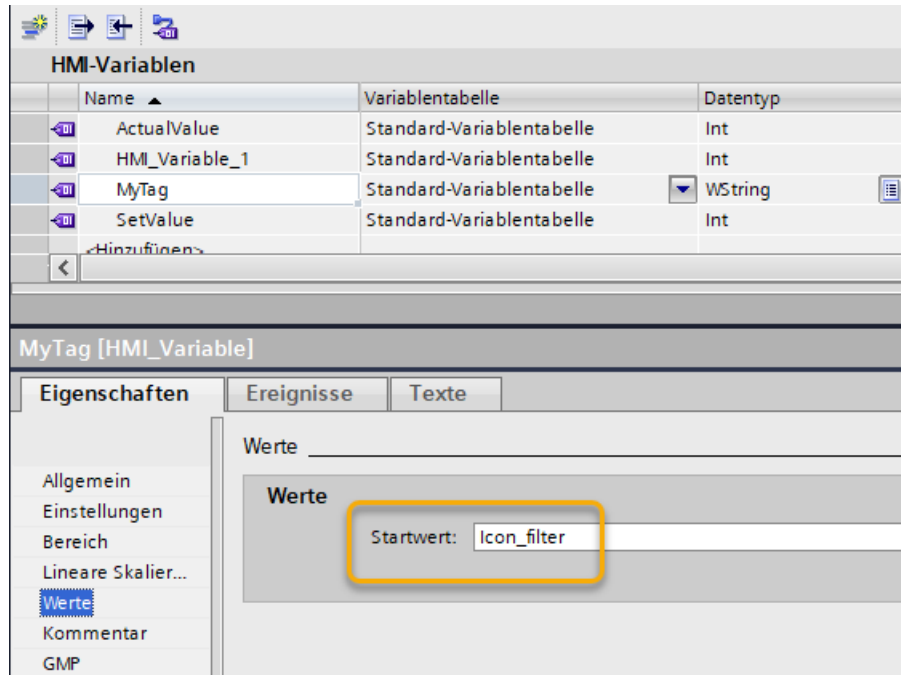 HMI-Variablen
Name Variablentabelle Datentyp
ActualValue Standard-Variablentabelle Int
HMI_Variable_1 Standard-Variablentabelle Int
MyTag Standard-Variablentabelle WString
SetValue Standard-Variablentabelle Int
<Hinzufügen>
MyTag [HMI_Variable]
Eigenschaften Ereignisse Texte
Werte
Allgemein
Werte
Einstellungen
Startwert: Icon_filter
Bereich
Lineare Skalier...
Werte
Kommentar
GMP